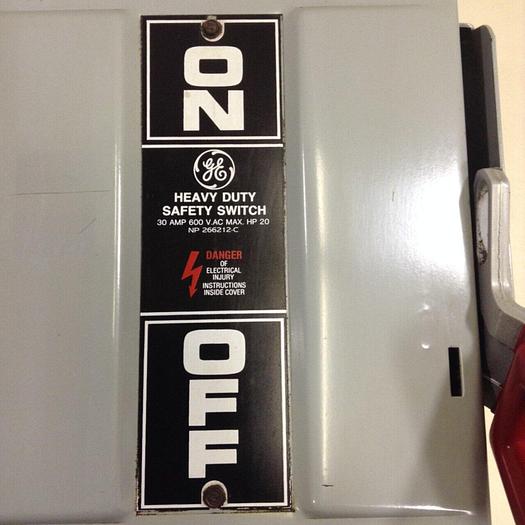 ON
GE
HEAVY DUTY
SAFETY SWITCH
30 AMP 600 V.AC MAX. HP 20
NP 266212-C
DANGER
OF
ELECTRICAL
INJURY
INSTRUCTIONS
INSIDE COVER
OFF